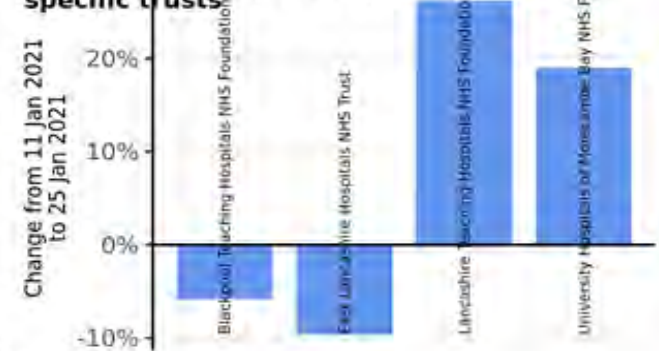 specific trusts
Change from 11 Jan 2021
to 25 Jan 2021
20%
10%
0%
-10%
Blackpool Teaching Hospitals NHS Foundation
East Lancashire Hospitals NHS Trust
Lancashire Teaching Hospitals NHS Foundatio
University Hospitals of Morecambe Bay NHS F